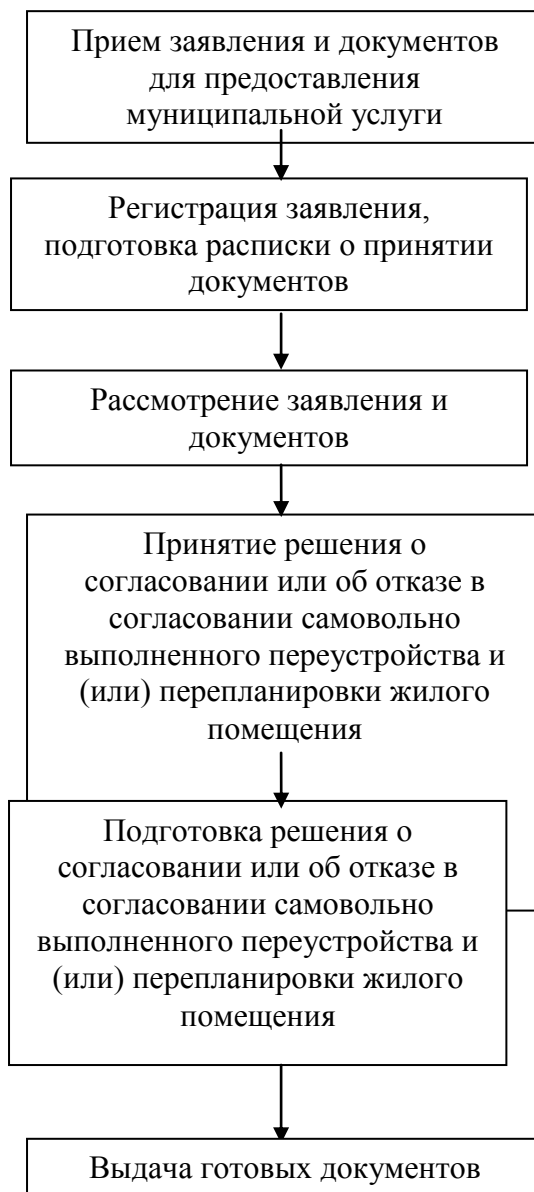 Прием заявления и документов
для предоставления
муниципальной услуги
Регистрация заявления,
подготовка расписки о принятии
документов
Рассмотрение заявления и
документов
Принятие решения о
согласовании или об отказе в
согласовании самовольно
выполненного переустройства и
(или) перепланировки жилого
помещения
Подготовка решения о
согласовании или об отказе в
согласовании самовольно
выполненного переустройства и
(или) перепланировки жилого
помещения
Выдача готовых документов